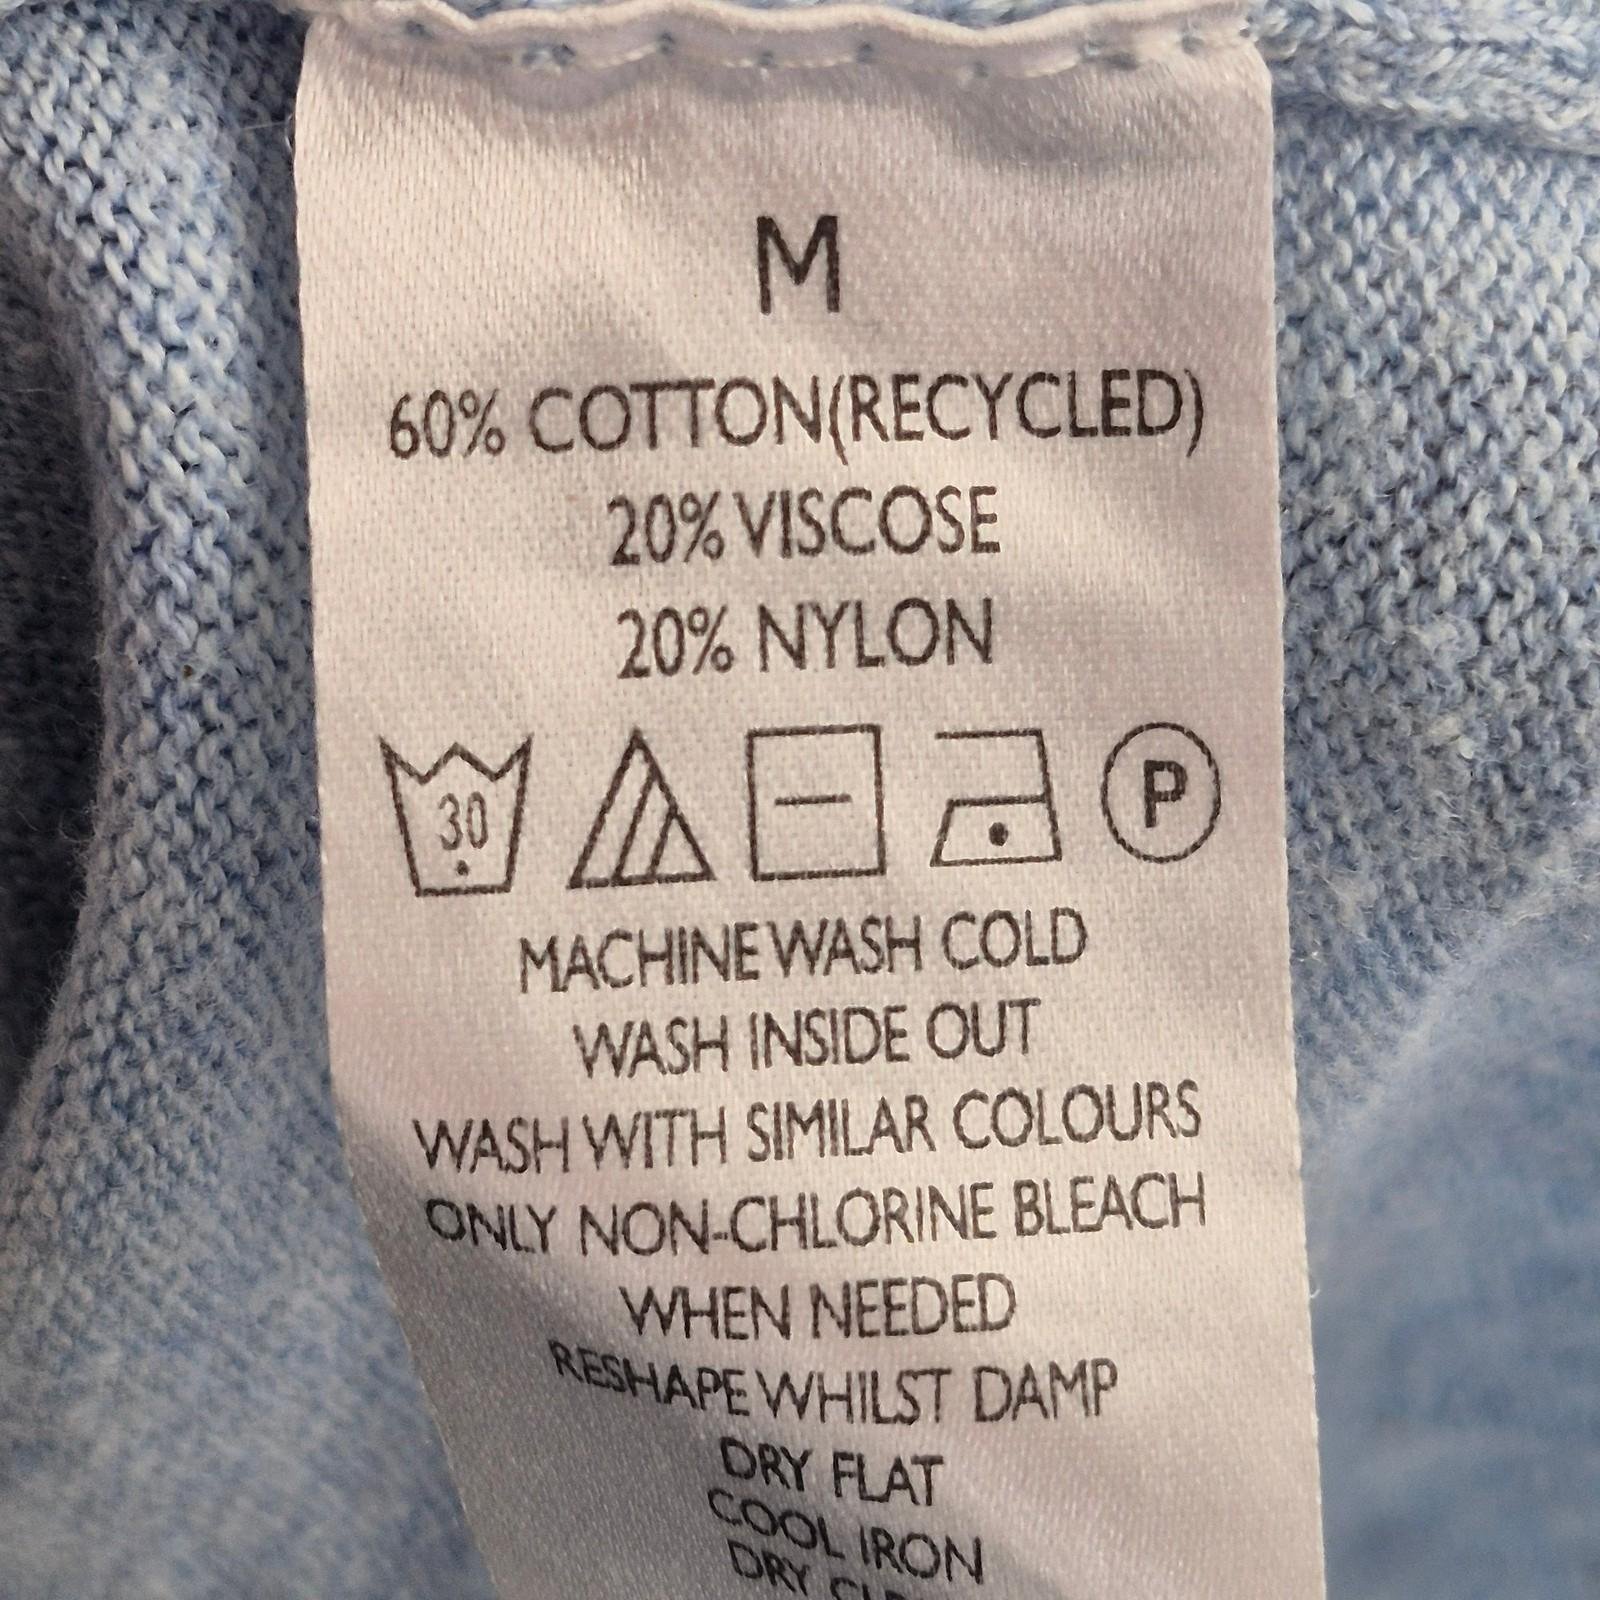 M
60% COTTON(RECYCLED)
20% VISCOSE
20% NYLON
30 P
MACHINE WASH COLD
WASH INSIDE OUT
WASH WITH SIMILAR COLOURS
ONLY NON-CHLORINE BLEACH
WHEN NEEDED
RESHAPE WHILST DAMP
DRY FLAT
COOL IRON
DRY